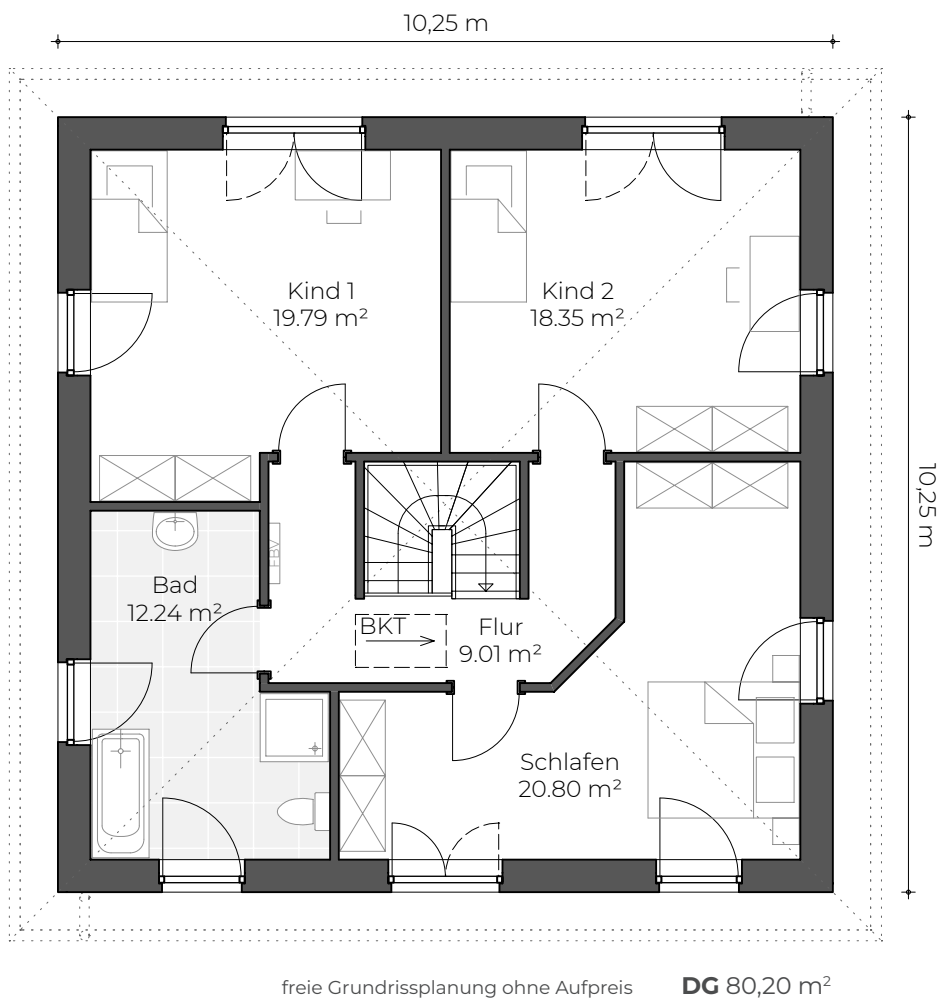 10,25 m
10,25 m
Kind 1
19.79 m²
Kind 2
18.35 m²
Bad
12.24 m²
FBV
BKT
Flur
9.01 m²
Schlafen
20.80 m²
freie Grundrissplanung ohne Aufpreis
DG 80,20 m²